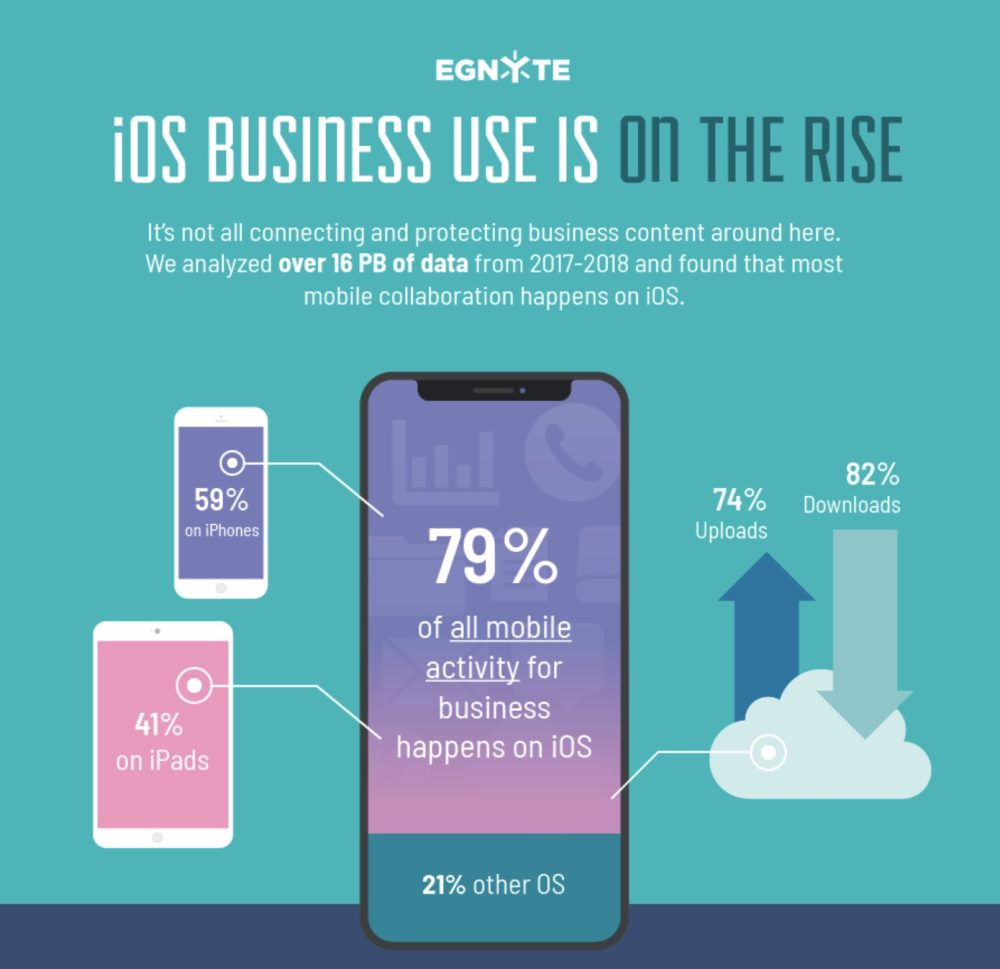 EGNYTE
iOS BUSINESS USE IS ON THE RISE
It's not all connecting and protecting business content around here.
We analyzed over 16 PB of data from 2017-2018 and found that most
mobile collaboration happens on iOS.
59%
on iPhones
41%
on iPads
79%
of all mobile
activity for
business
happens on iOS
21% other OS
74%
Uploads
82%
Downloads